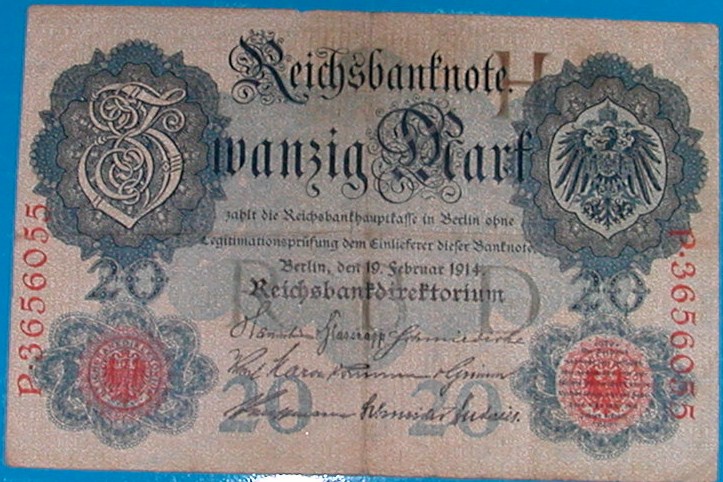 Reichsbanknote.
H
Zwanzig Mark
zahlt die Reichsbankhauptkasse in Berlin ohne
Legitimationsprüfung dem Einlieferer dieser Banknote.
Berlin, den 19. Februar 1914.
Reichsbankdirektorium
R B D
20 20
P·3656055
P·3656055
20 20